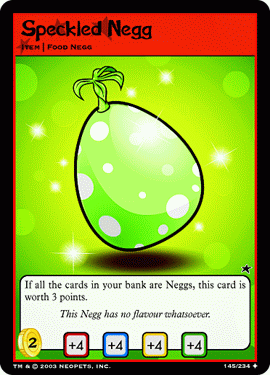 Speckled Negg
Item | Food Negg
If all the cards in your bank are Neggs, this card is
worth 3 points.
This Negg has no flavour whatsoever.
2
+4
+4
+4
+4
TM & © 2003 NEOPETS, INC.
145/234